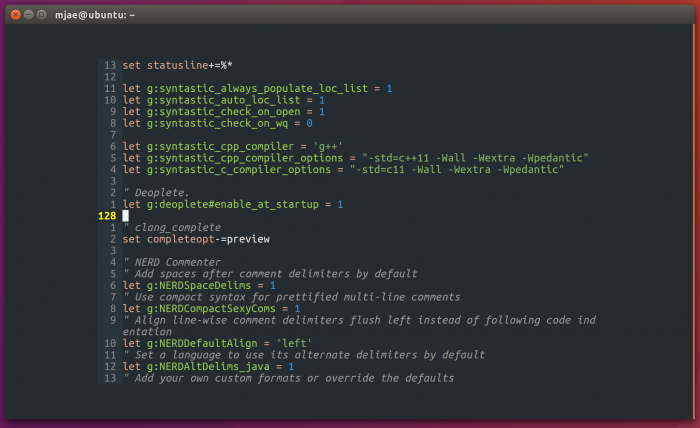 mjae@ubuntu: ~
13 set statusline+=%*
12
11 let g:syntastic_always_populate_loc_list = 1
10 let g:syntastic_auto_loc_list = 1
9 let g:syntastic_check_on_open = 1
8 let g:syntastic_check_on_wq = 0
7
6 let g:syntastic_cpp_compiler = 'g++'
5 let g:syntastic_cpp_compiler_options = "-std=c++11 -Wall -Wextra -Wpedantic"
4 let g:syntastic_c_compiler_options = "-std=c11 -Wall -Wextra -Wpedantic"
3
2 " Deoplete.
1 let g:deoplete#enable_at_startup = 1
128
1 " clang_complete
2 set completeopt-=preview
3
4 " NERD Commenter
5 " Add spaces after comment delimiters by default
6 let g:NERDSpaceDelims = 1
7 " Use compact syntax for prettified multi-line comments
8 let g:NERDCompactSexyComs = 1
9 " Align line-wise comment delimiters flush left instead of following code ind
entation
10 let g:NERDDefaultAlign = 'left'
11 " Set a language to use its alternate delimiters by default
12 let g:NERDAltDelims_java = 1
13 " Add your own custom formats or override the defaults